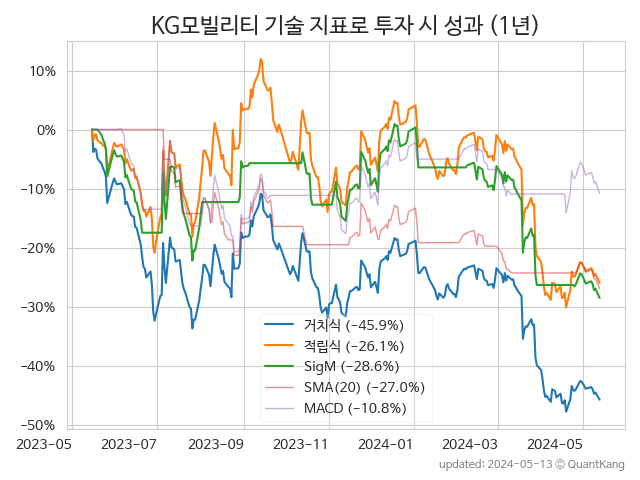 KG모빌리티 기술 지표로 투자 시 성과 (1년)
10%
0%
−10%
−20%
−30%
−40%
−50%
거치식 (−45.9%)
적립식 (−26.1%)
SigM (−28.6%)
SMA(20) (−27.0%)
MACD (−10.8%)
2023-05 2023-07 2023-09 2023-11 2024-01 2024-03 2024-05
updated: 2024-05-13 ⓒ QuantKang